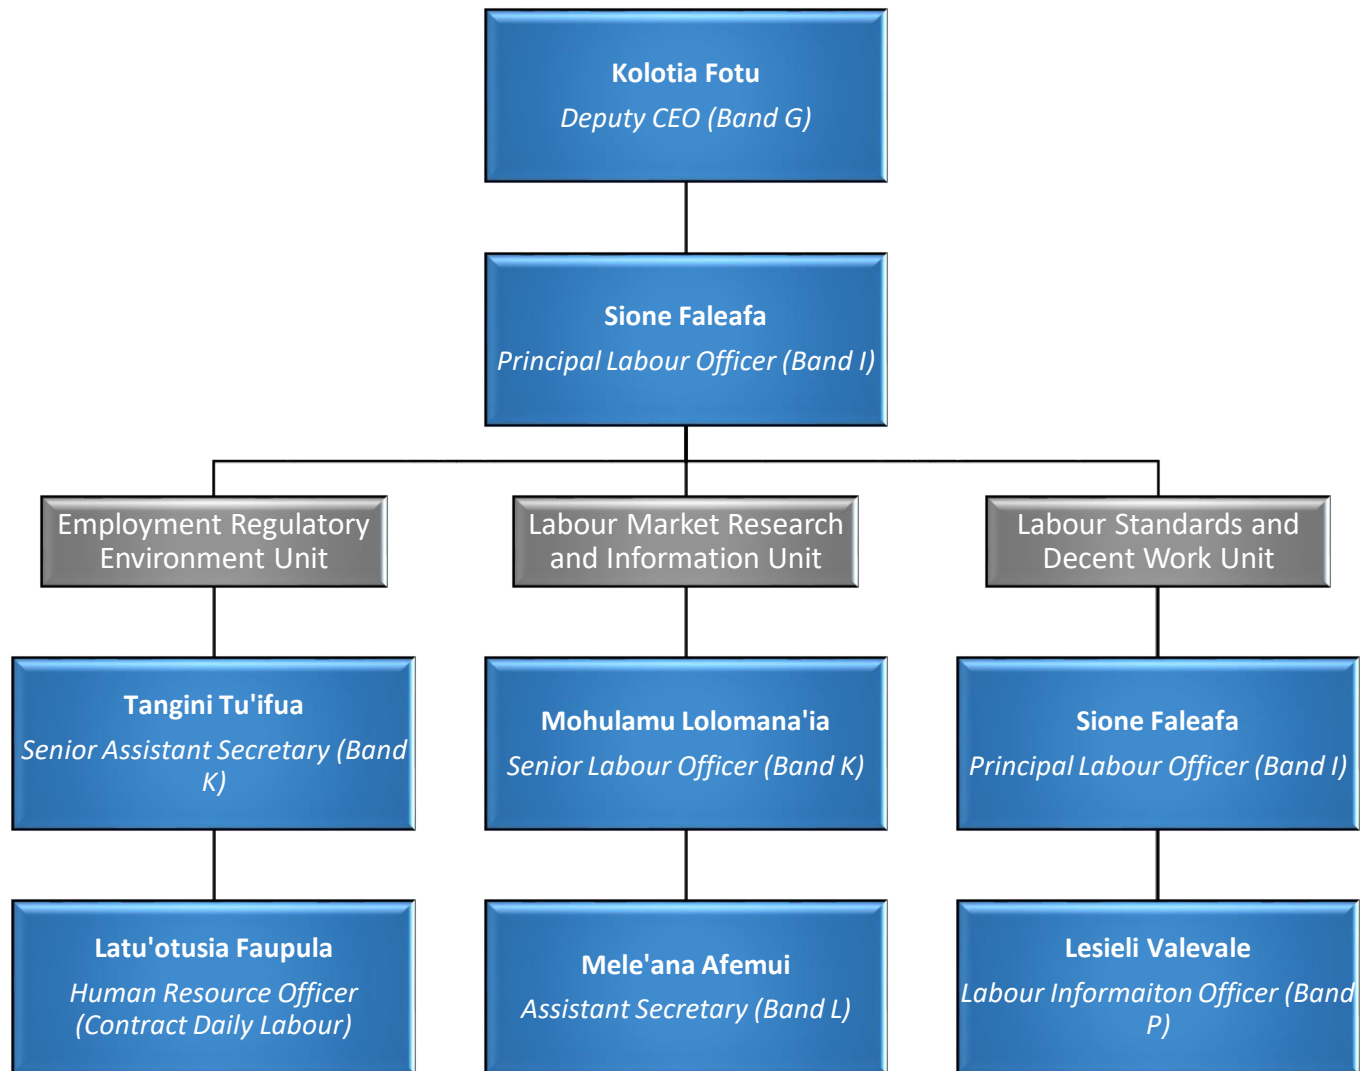 Kolotia Fotu
Deputy CEO (Band G)
Sione Faleafa
Principal Labour Officer (Band I)
Employment Regulatory
Environment Unit
Labour Market Research
and Information Unit
Labour Standards and
Decent Work Unit
Tangini Tu'ifua
Senior Assistant Secretary (Band
K)
Mohulamu Lolomana'ia
Senior Labour Officer (Band K)
Sione Faleafa
Principal Labour Officer (Band I)
Latu'otusia Faupula
Human Resource Officer
(Contract Daily Labour)
Mele'ana Afemui
Assistant Secretary (Band L)
Lesieli Valevale
Labour Informaiton Officer (Band
P)